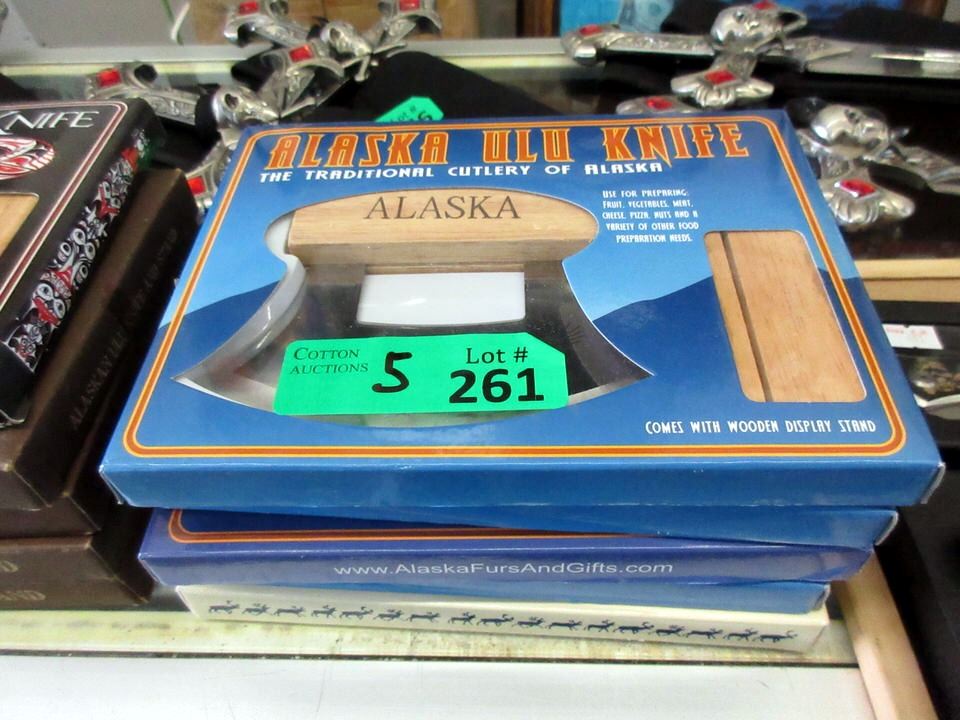 KNIFE
ALASKA ULU KNIFE
THE TRADITIONAL CUTLERY OF ALASKA
ALASKA
USE FOR PREPARING:
FRUIT, VEGETABLES, MEAT,
CHEESE, PIZZA, NUTS AND A
VARIETY OF OTHER FOOD
PREPARATION NEEDS.
COTTON
AUCTIONS
5
Lot #
261
COMES WITH WOODEN DISPLAY STAND
www.AlaskaFursAndGifts.com
Lot #